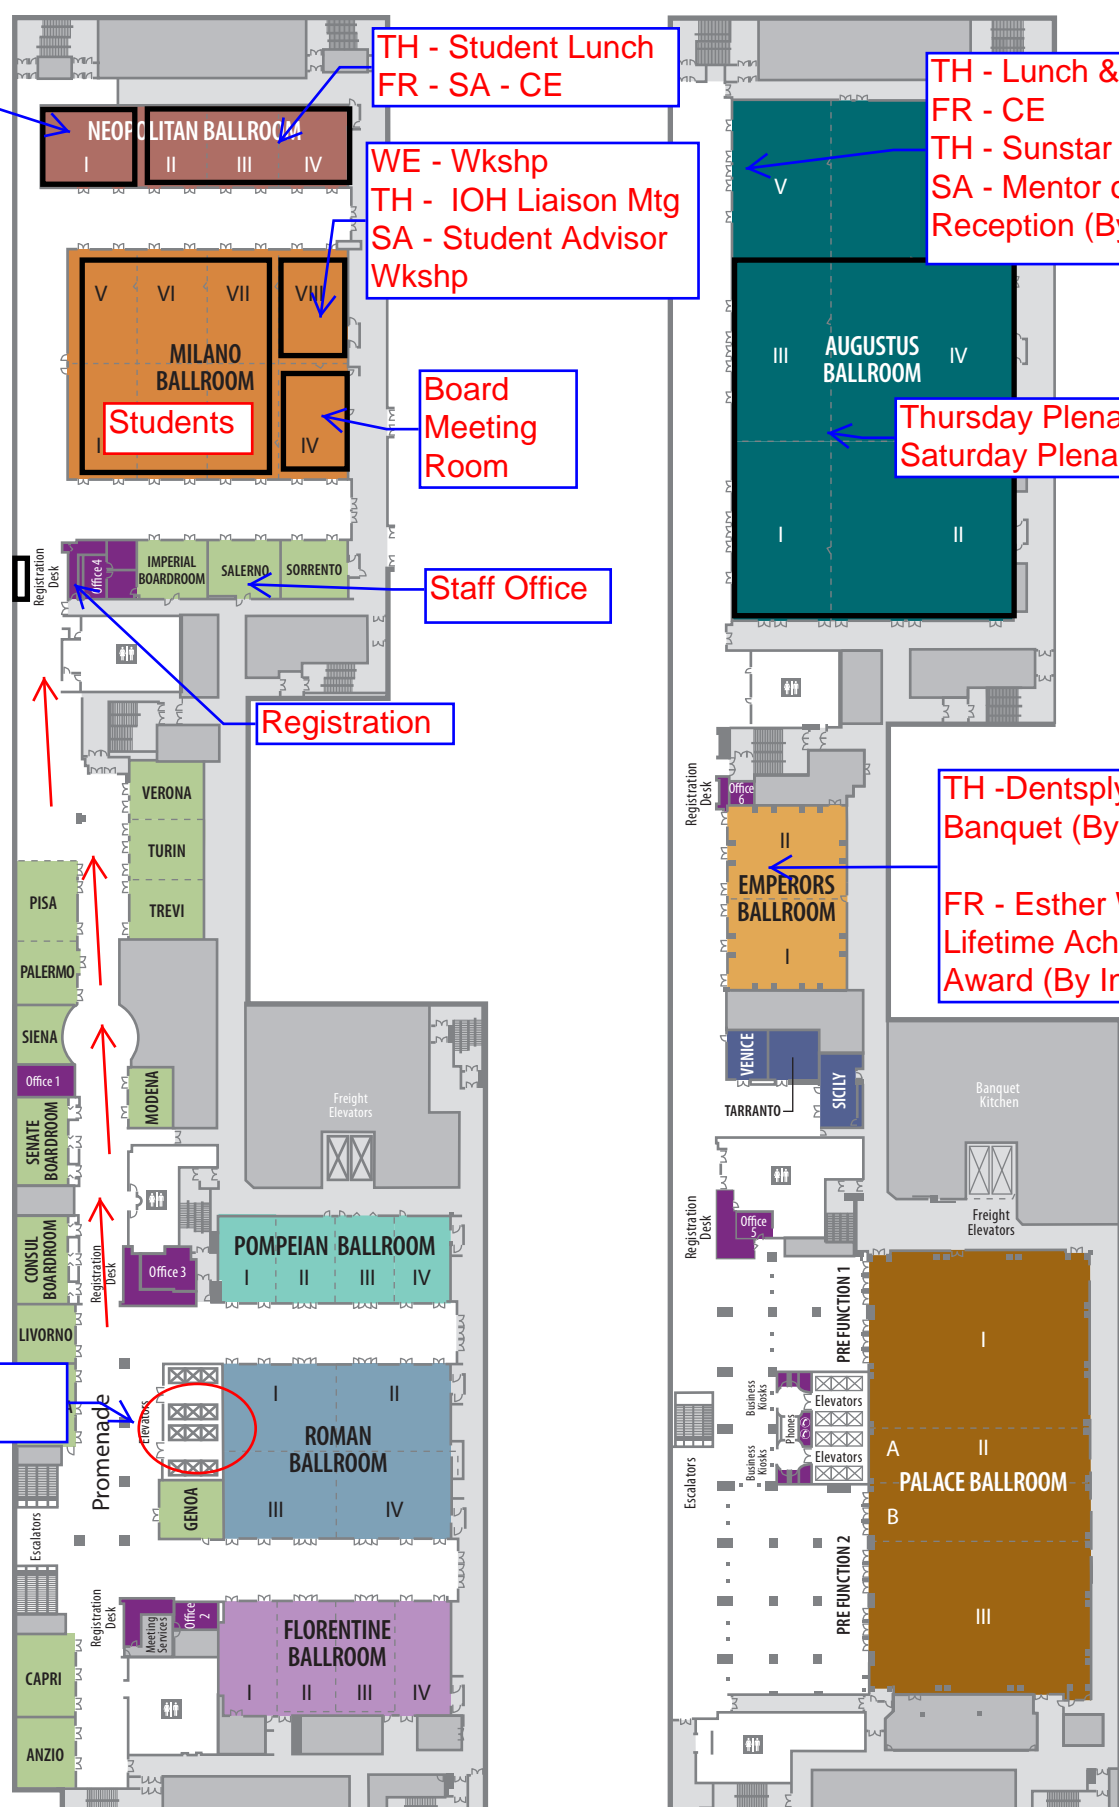 TH - Student Lunch
FR - SA - CE
NEOPOLITAN BALLROOM
I II III IV
WE - Wkshp
TH - IOH Liaison Mtg
SA - Student Advisor
Wkshp
V VI VII VIII
MILANO
BALLROOM
Students
I IV
Board
Meeting
Room
Registration
Desk
Office 4
IMPERIAL
BOARDROOM
SALERNO
SORRENTO
Staff Office
Registration
VERONA
TURIN
TREVI
PISA
PALERMO
SIENA
Office 1
MODENA
SENATE
BOARDROOM
CONSUL
BOARDROOM
LIVORNO
Registration
Desk
Office 3
Freight
Elevators
POMPEIAN BALLROOM
I II III IV
Promenade
Elevators
I II
ROMAN
BALLROOM
III IV
GENOA
Escalators
Registration
Desk
Meeting
Services
Office
2
FLORENTINE
BALLROOM
I II III IV
CAPRI
ANZIO
TH - Lunch &
FR - CE
TH - Sunstar
SA - Mentor
Reception (By
V
III IV
AUGUSTUS
BALLROOM
Thursday Plena
Saturday Plena
I II
Registration
Desk
Office
6
II
EMPERORS
BALLROOM
I
TH -Dentsply
Banquet (By
FR - Esther
Lifetime Ach
Award (By In
VENICE
TARRANTO
SICILY
Banquet
Kitchen
Freight
Elevators
Registration
Desk
Office
5
PRE FUNCTION 1
I
Business
Kiosks
Phones
Business
Kiosks
Elevators
Elevators
Escalators
A II
PALACE BALLROOM
B
PRE FUNCTION 2
III